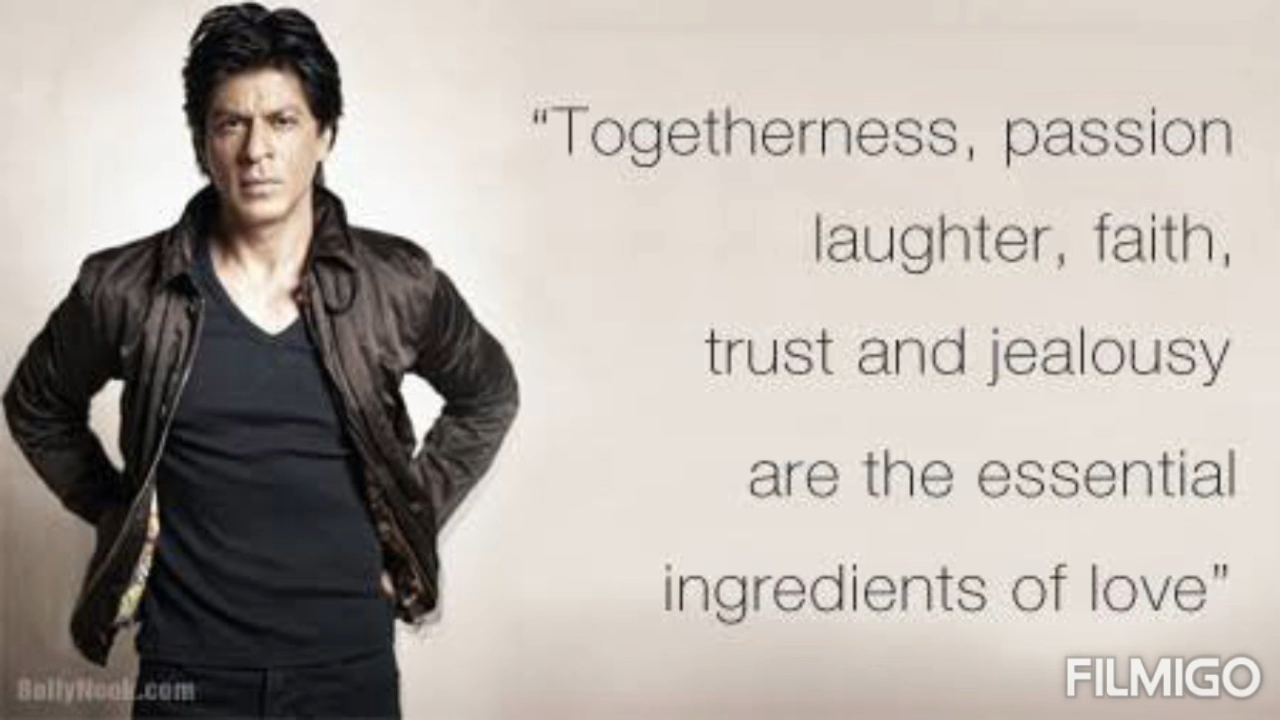 “Togetherness, passion
laughter, faith,
trust and jealousy
are the essential
ingredients of love”
BollyNook.com
FILMIGO